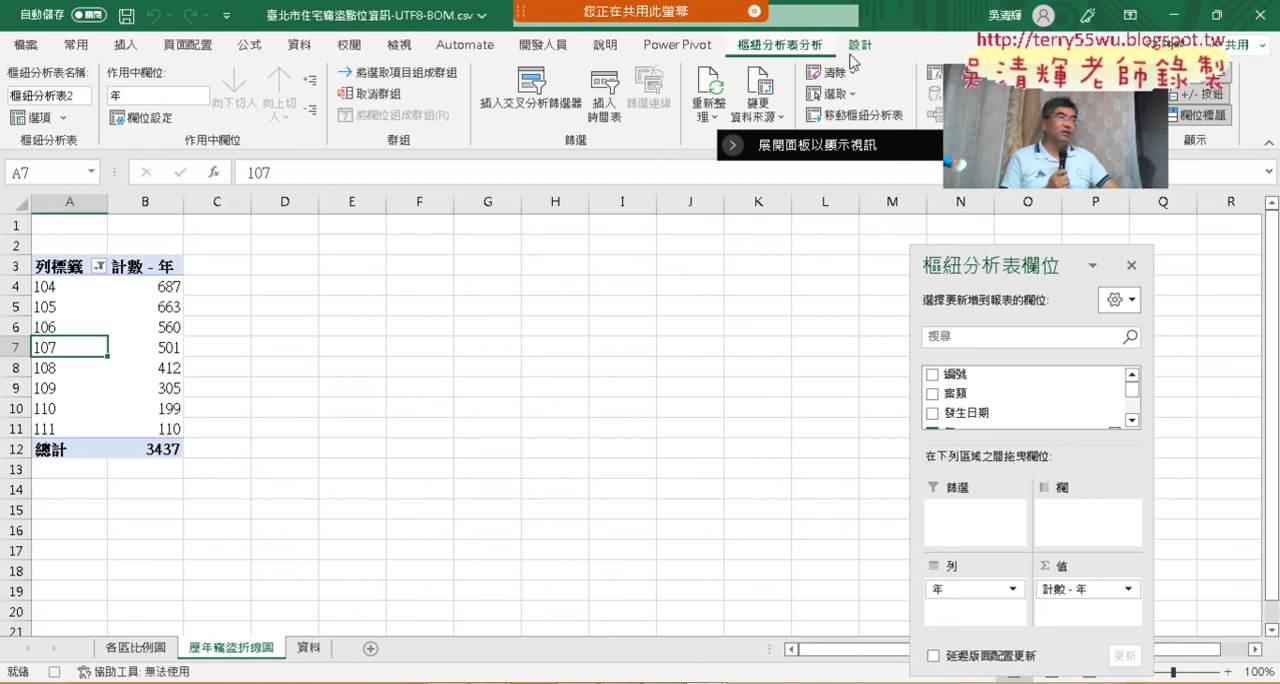 自動儲存
臺北市住宅竊盜點位資訊-UTF8-BOM.csv
您正在共用此螢幕
吳清輝
檔案 常用 插入 頁面配置 公式 資料 校閱 檢視 Automate 開發人員 說明 Power Pivot 樞紐分析表分析 設計 共用
http://terry55wu.blogspot.tw
吳清輝老師錄製
樞紐分析表名稱: 作用中欄位:
樞紐分析表2 年
選項 欄位設定
向下切入 向上切入
樞紐分析表 作用中欄位
將選取項目組成群組
取消群組
將欄位組成群組(R)
群組
插入交叉分析篩選器 插入時間表 篩選連線
篩選
重新整理 變更資料來源
清除
選取
移動樞紐分析表
+/- 按鈕
欄位標題
顯示
展開面板以顯示視訊
A7 fx 107
A B C D E F G H I J K L M N O P Q R
1
2
3 列標籤 計數 - 年
4 104 687
5 105 663
6 106 560
7 107 501
8 108 412
9 109 305
10 110 199
11 111 110
12 總計 3437
13
14
15
16
17
18
19
20
21
樞紐分析表欄位
選擇要新增到報表的欄位:
搜尋
編號
案類
發生日期
在下列區域之間拖曳欄位:
篩選 欄
列 值
年 計數 - 年
延遲版面配置更新 更新
各區比例圖 歷年竊盜折線圖 資料
就緒 協助工具: 無法使用 100%